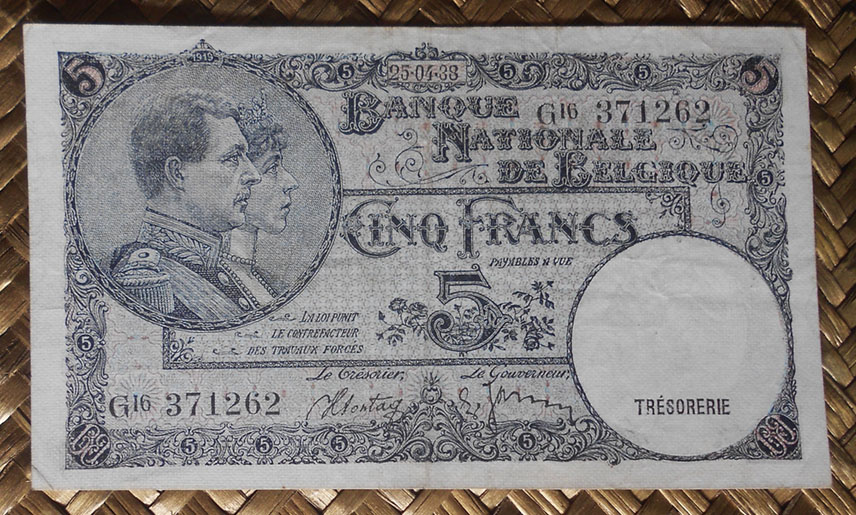 1919
5 5 25-04-38 5 5 5
BANQUE G16 371262
NATIONALE
DE BELGIQUE
5
CINQ FRANCS
PAYABLES A VUE
5
LA LOI PUNIT
LE CONTREFACTEUR
DES TRAVAUX FORCÉS
5
Le Trésorier, Le Gouverneur,
G16 371262
TRÉSORERIE
5 5 5 5 5